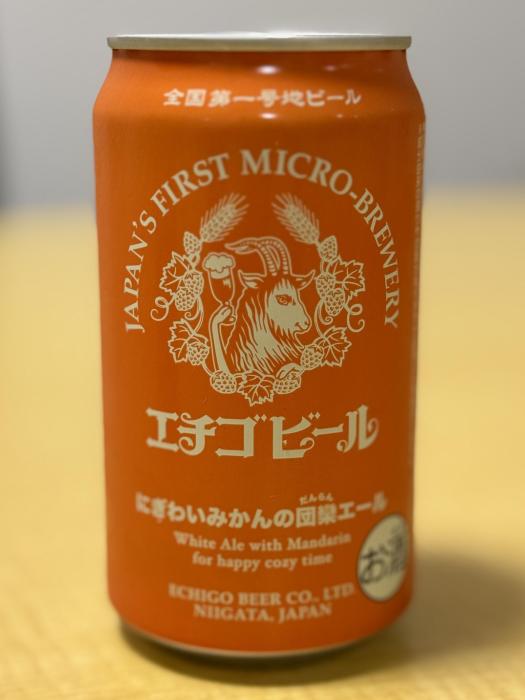 全国第一号地ビール
JAPAN'S FIRST MICRO-BREWERY
エチゴビール
だんらん
にぎわいみかんの団欒エール
White Ale with Mandarin
for happy cozy time
お酒
ECHIGO BEER CO., LTD.
NIIGATA, JAPAN